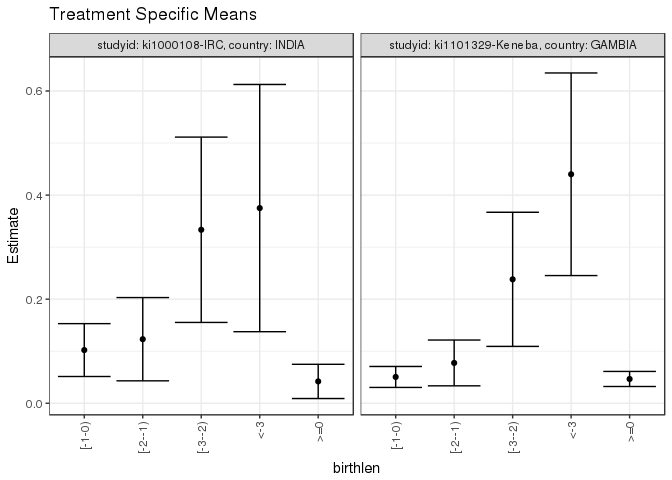 Treatment Specific Means
studyid: ki1000108-IRC, country: INDIA
studyid: ki1101329-Keneba, country: GAMBIA
Estimate
0.6
0.4
0.2
0.0
[-1-0)
[-2--1)
[-3--2)
<-3
>=0
[-1-0)
[-2--1)
[-3--2)
<-3
>=0
birthlen